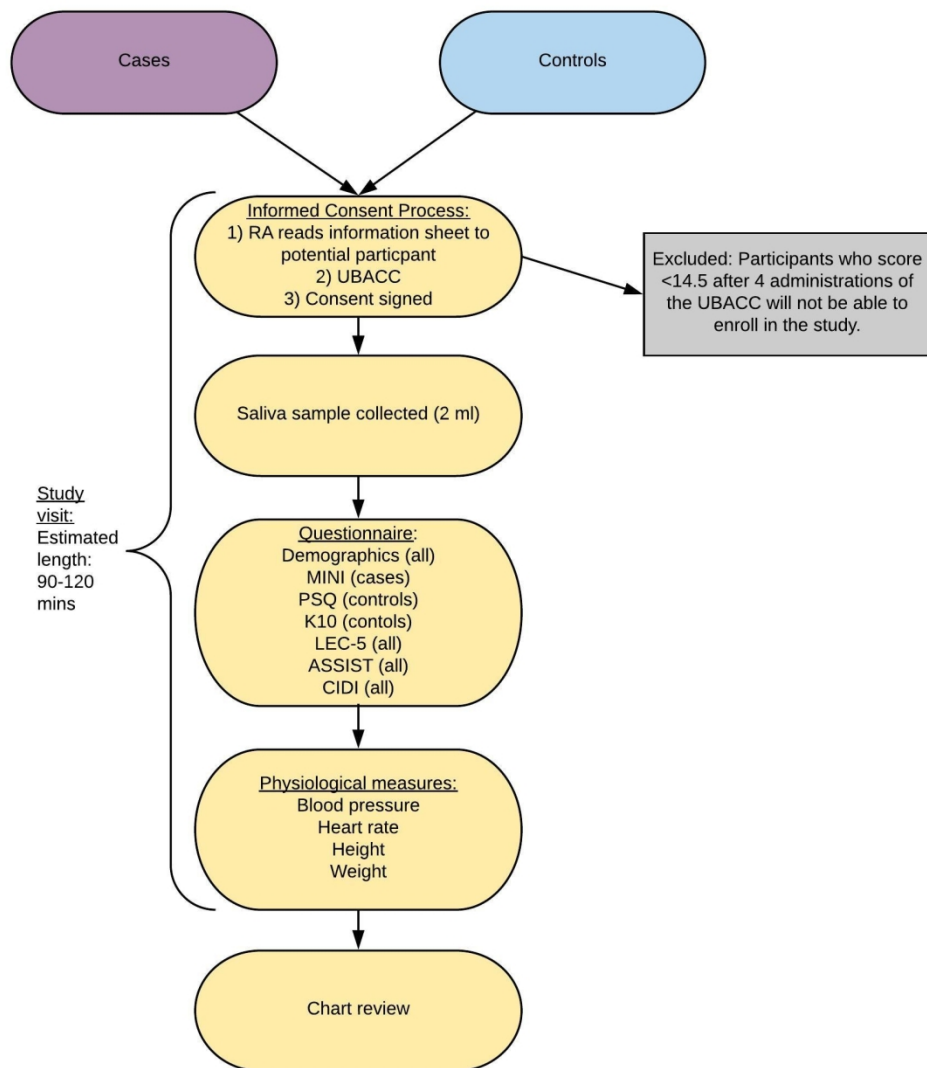 Cases
Controls
Informed Consent Process:
1) RA reads information sheet to
potential particpant
2) UBACC
3) Consent signed
Excluded: Participants who score
<14.5 after 4 administrations of
the UBACC will not be able to
enroll in the study.
Saliva sample collected (2 ml)
Study
visit:
Estimated
length:
90-120
mins
Questionnaire:
Demographics (all)
MINI (cases)
PSQ (controls)
K10 (contols)
LEC-5 (all)
ASSIST (all)
CIDI (all)
Physiological measures:
Blood pressure
Heart rate
Height
Weight
Chart review